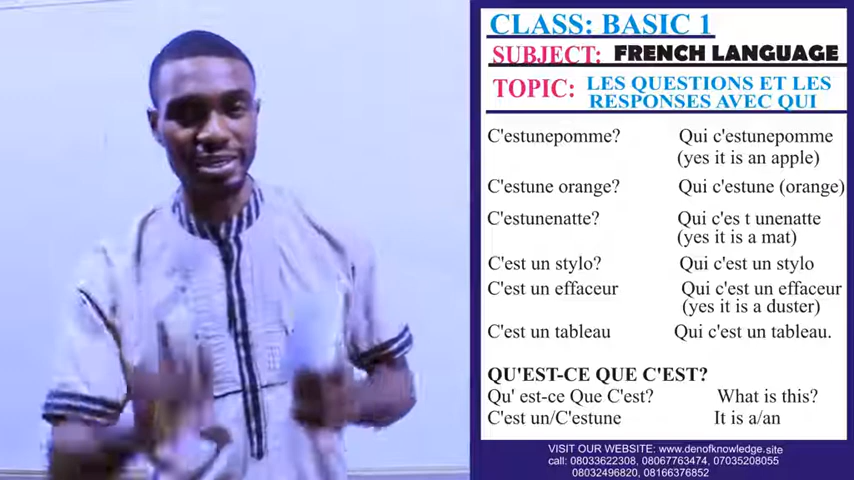 CLASS: BASIC 1
SUBJECT: FRENCH LANGUAGE
TOPIC: LES QUESTIONS ET LES
RESPONSES AVEC QUI
C'estunepomme? Qui c'estunepomme
(yes it is an apple)
C'estune orange? Qui c'estune (orange)
C'estunenatte? Qui c'es t unenatte
(yes it is a mat)
C'est un stylo? Qui c'est un stylo
C'est un effaceur Qui c'est un effaceur
(yes it is a duster)
C'est un tableau Qui c'est un tableau.
QU'EST-CE QUE C'EST?
Qu' est-ce Que C'est? What is this?
C'est un/C'estune It is a/an
VISIT OUR WEBSITE: www.denofknowledge.site
call: 08033622308, 08067763474, 07035208055
08032496820, 08166376852